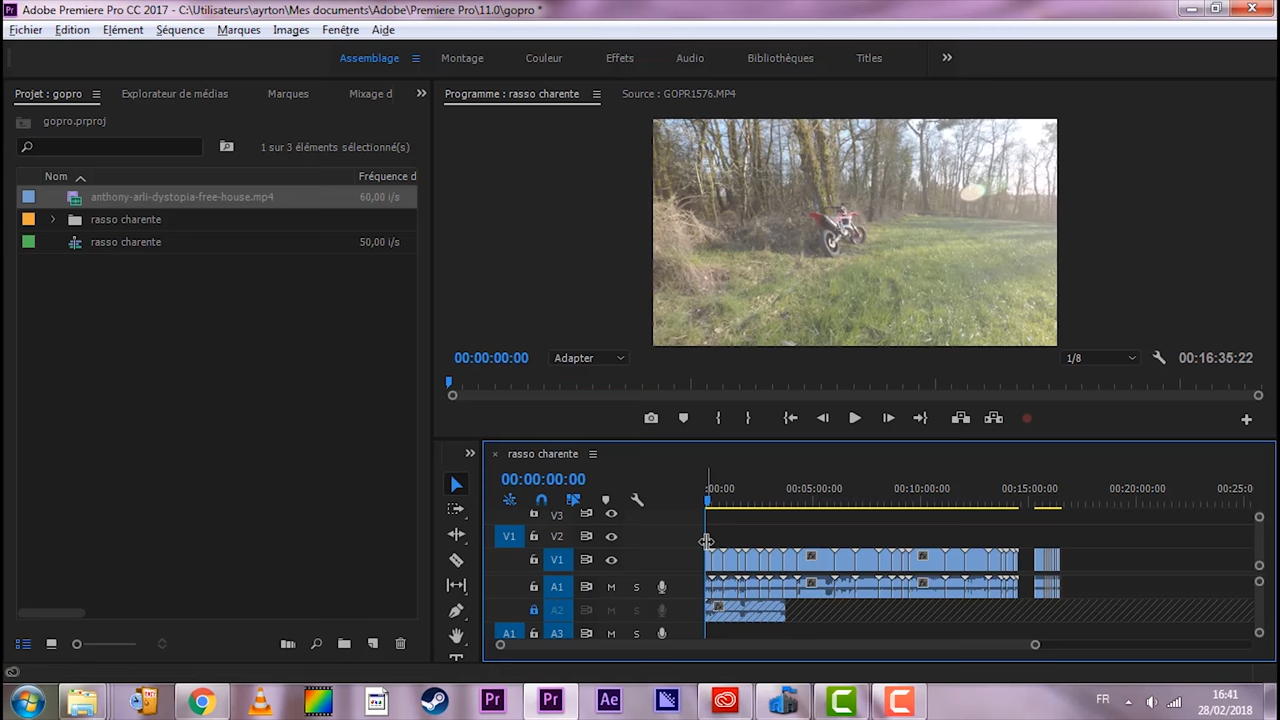 Adobe Premiere Pro CC 2017 - C:\Utilisateurs\ayrton\Mes documents\Adobe\Premiere Pro\11.0\gopro *
Fichier Edition Elément Séquence Marques Images Fenêtre Aide
Assemblage Montage Couleur Effets Audio Bibliothèques Titles
Projet : gopro Explorateur de médias Marques Mixage d
Programme : rasso charente Source : GOPR1576.MP4
gopro.prproj
1 sur 3 éléments sélectionné(s)
Nom Fréquence d
anthony-arli-dystopia-free-house.mp4 60,00 i/s
rasso charente
rasso charente 50,00 i/s
00:00:00:00 Adapter 1/8 00:16:35:22
rasso charente
00:00:00:00
:00:00 00:05:00:00 00:10:00:00 00:15:00:00 00:20:00:00 00:25:0
V3
V1 V2
V1
A1 M S
A2 M S
A1 A3 M S
Pr Pr Ae
FR 16:41
28/02/2018